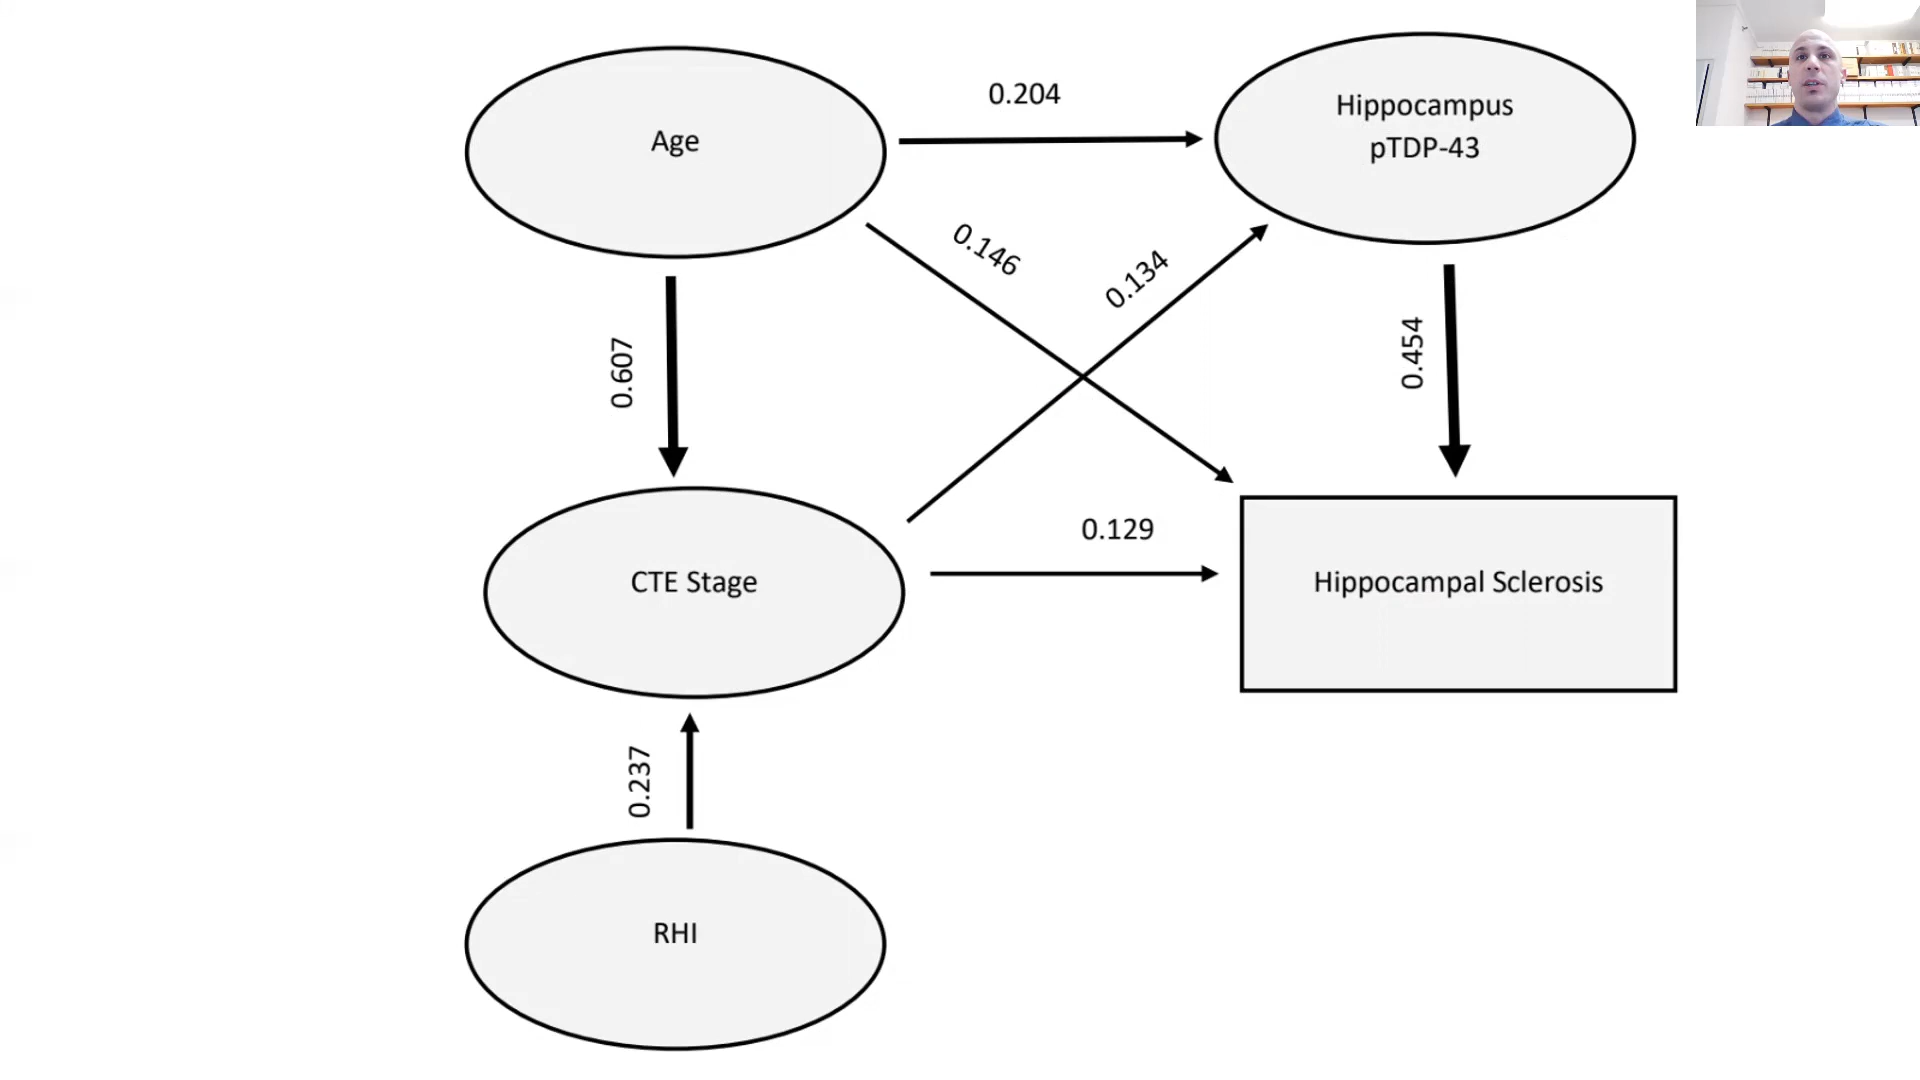 Age
0.204
Hippocampus
pTDP-43
0.146
0.134
0.607
0.454
CTE Stage
0.129
Hippocampal Sclerosis
0.237
RHI